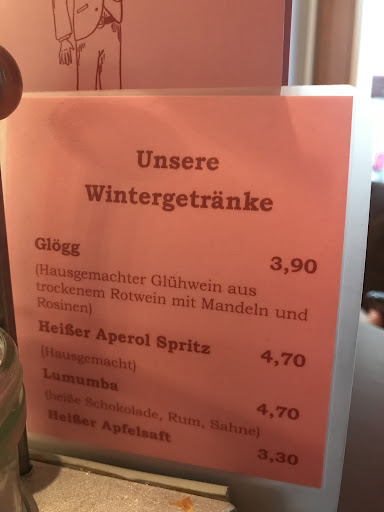 Unsere
Wintergetränke
Glögg 3,90
(Hausgemachter Glühwein aus
trockenem Rotwein mit Mandeln und
Rosinen)
Heißer Aperol Spritz 4,70
(Hausgemacht)
Lumumba 4,70
(heiße Schokolade, Rum, Sahne)
Heißer Apfelsaft 3,30